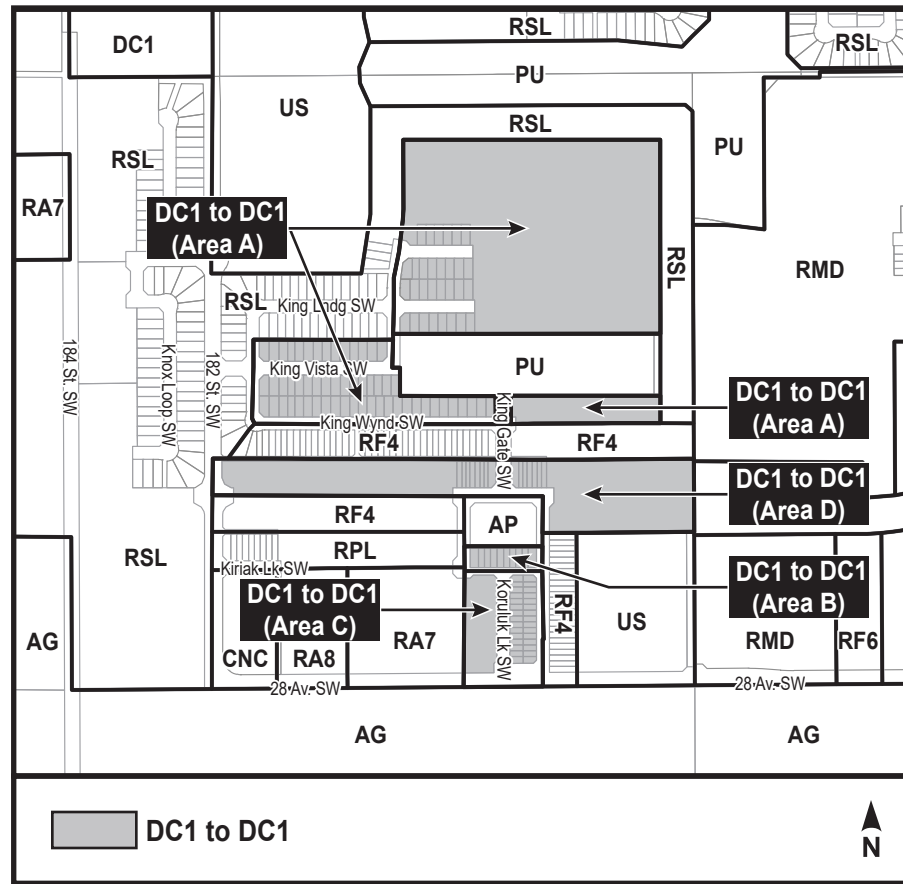 DC1
RSL
RSL
PU
US
RSL
RSL
PU
RA7
DC1 to DC1
(Area A)
RSL
RMD
RSL
King Lndg SW
184 St. SW
Knox Loop SW
182 St. SW
King Vista SW
PU
King Wynd SW
King Gate SW
DC1 to DC1
(Area A)
RF4
RF4
DC1 to DC1
(Area D)
RF4
AP
RSL
RPL
Kiriak Lk SW
DC1 to DC1
(Area B)
DC1 to DC1
(Area C)
Koruluk Lk SW
RF4
US
AG
CNC
RA8
RA7
RMD
RF6
28 Av. SW
28 Av. SW
AG
AG
DC1 to DC1
N